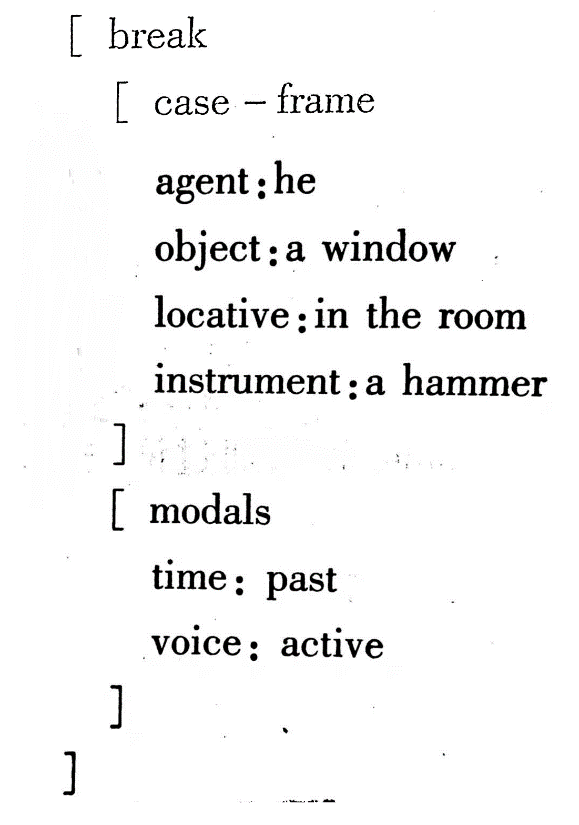 [ break
[ case – frame
agent : he
object : a window
locative : in the room
instrument : a hammer
]
[ modals
time : past
voice : active
]
]